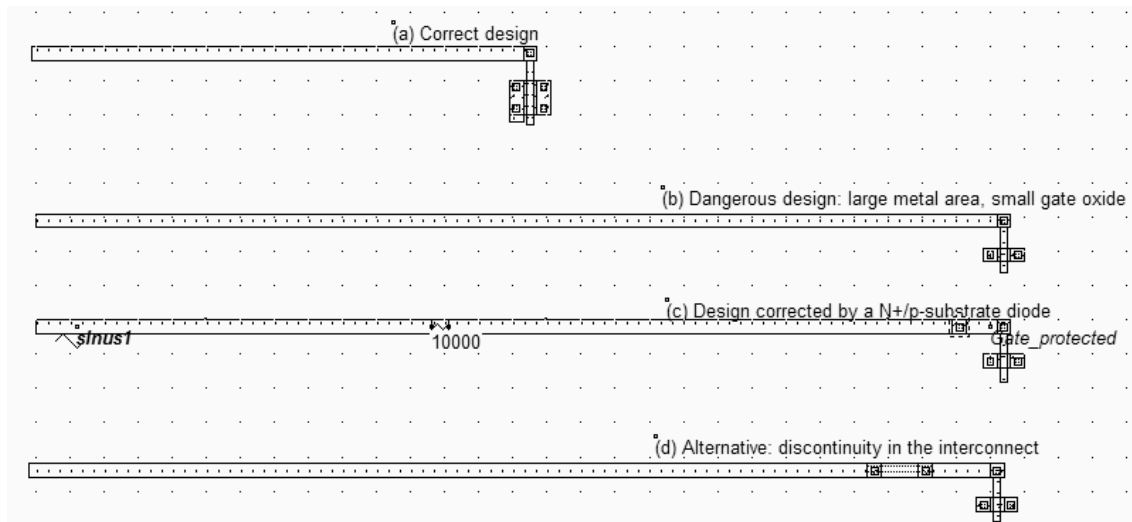 (a) Correct design
(b) Dangerous design: large metal area, small gate oxide
(c) Design corrected by a N+/p-substrate diode
sinus1
10000
Gate_protected
(d) Alternative: discontinuity in the interconnect